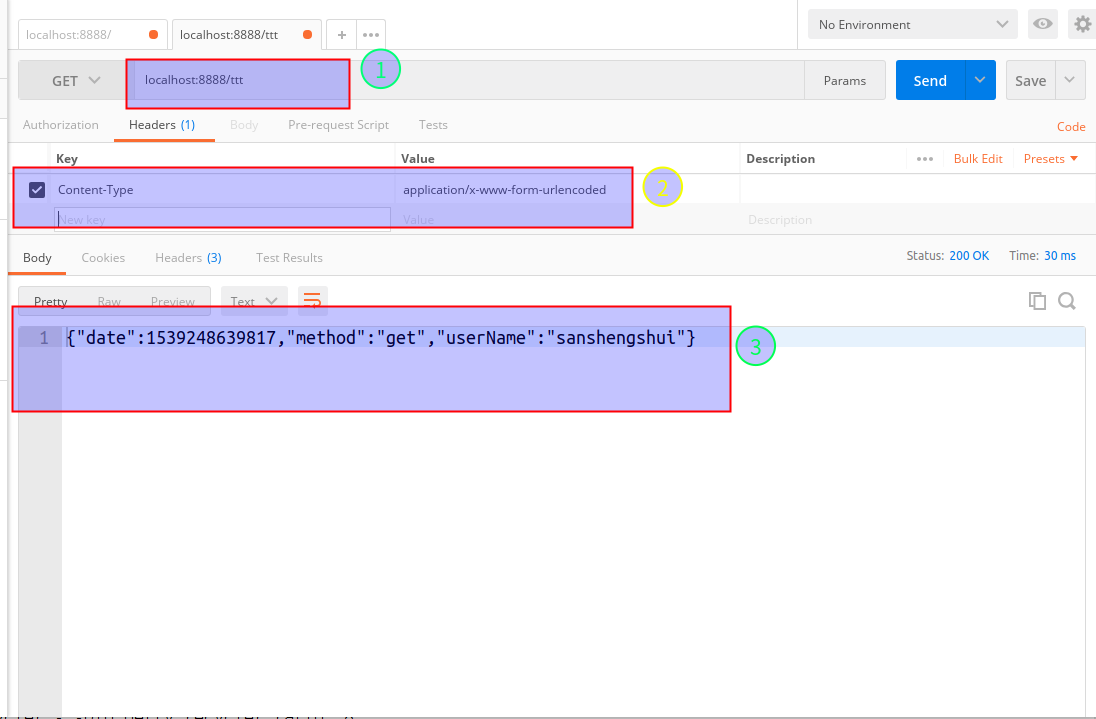 localhost:8888/ localhost:8888/ttt + ••• No Environment
GET localhost:8888/ttt 1 Params Send Save
Authorization Headers (1) Body Pre-request Script Tests Code
Key Value Description ••• Bulk Edit Presets
Content-Type application/x-www-form-urlencoded 2
New key Value Description
Body Cookies Headers (3) Test Results Status: 200 OK Time: 30 ms
Pretty Raw Preview Text
1 {"date":1539248639817,"method":"get","userName":"sanshengshui"} 3